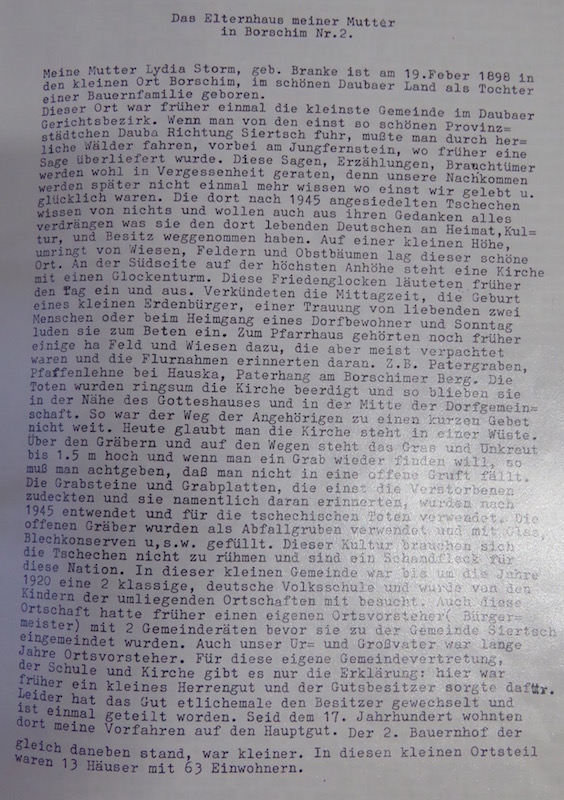 Das Elternhaus meiner Mutter
in Borschim Nr.2.
Meine Mutter Lydia Storm, geb. Branke ist am 19.Feber 1898 in
den kleinen Ort Borschim, im schönen Daubaer Land als Tochter
einer Bauernfamilie geboren.
Dieser Ort war früher einmal die kleinste Gemeinde im Daubaer
Gerichtsbezirk. Wenn man von den einst so schönen Provinz=
städtchen Dauba Richtung Siertsch fuhr, mußte man durch her=
liche Wälder fahren, vorbei am Jungfernstein, wo früher eine
Sage überliefert wurde. Diese Sagen, Erzählungen, Brauchtümer
werden wohl in Vergessenheit geraten, denn unsere Nachkommen
werden später nicht einmal mehr wissen wo einst wir gelebt u.
glücklich waren. Die dort nach 1945 angesiedelten Tschechen
wissen von nichts und wollen auch aus ihren Gedanken alles
verdrängen was sie den dort lebenden Deutschen an Heimat,Kul=
tur, und Besitz weggenommen haben. Auf einer kleinen Höhe,
umringt von Wiesen, Feldern und Obstbäumen lag dieser schöne
Ort. An der Südseite auf der höchsten Anhöhe steht eine Kirche
mit einen Glockenturm. Diese Friedenglocken läuteten früher
den Tag ein und aus. Verkündeten die Mittagzeit, die Geburt
eines kleinen Erdenbürger, einer Trauung von liebenden zwei
Menschen oder beim Heimgang eines Dorfbewohner und Sonntag
luden sie zum Beten ein. Zum Pfarrhaus gehörten noch früher
einige ha Feld und Wiesen dazu, die aber meist verpachtet
waren und die Flurnahmen erinnerten daran. Z.B. Patergraben,
Pfaffenlehne bei Hauska, Paterhang am Borschimer Berg. Die
Toten wurden ringsum die Kirche beerdigt und so blieben sie
in der Nähe des Gotteshauses und in der Mitte der Dorfgemein=
schaft. So war der Weg der Angehörigen zu einen kurzen Gebet
nicht weit. Heute glaubt man die Kirche steht in einer Wüste.
Über den Gräbern und auf den Wegen steht das Gras und Unkraut
bis 1.5 m hoch und wenn man ein Grab wieder finden will, so
muß man achtgeben, daß man nicht in eine offene Gruft fällt.
Die Grabsteine und Grabplatten, die einst die Verstorbenen
zudeckten und sie namentlich daran erinnerten, wurden nach
1945 entwendet und für die tschechischen Toten verwendet. Die
offenen Gräber wurden als Abfallgruben verwendet und mit Glas,
Blechkonserven u,s.w. gefüllt. Dieser Kultur brauchen sich
die Tschechen nicht zu rühmen und sind ein Schandfleck für
diese Nation. In dieser kleinen Gemeinde war bis um die Jahre
1920 eine 2 klassige, deutsche Volksschule und wurde von den
Kindern der umliegenden Ortschaften mit besucht. Auch diese
Ortschaft hatte früher einen eigenen Ortsvorsteher( Bürger=
meister) mit 2 Gemeinderäten bevor sie zu der Gemeinde Siertsch
eingemeindet wurden. Auch unser Ur= und Großvater war lange
Jahre Ortsvorsteher. Für diese eigene Gemeindevertretung,
der Schule und Kirche gibt es nur die Erklärung: hier war
früher ein kleines Herrengut und der Gutsbesitzer sorgte dafür.
Leider hat das Gut etlichemale den Besitzer gewechselt und
ist einmal geteilt worden. Seid dem 17. Jahrhundert wohnten
dort meine Vorfahren auf den Hauptgut. Der 2. Bauernhof der
gleich daneben stand, war kleiner. In diesen kleinen Ortsteil
waren 13 Häuser mit 63 Einwohnern.